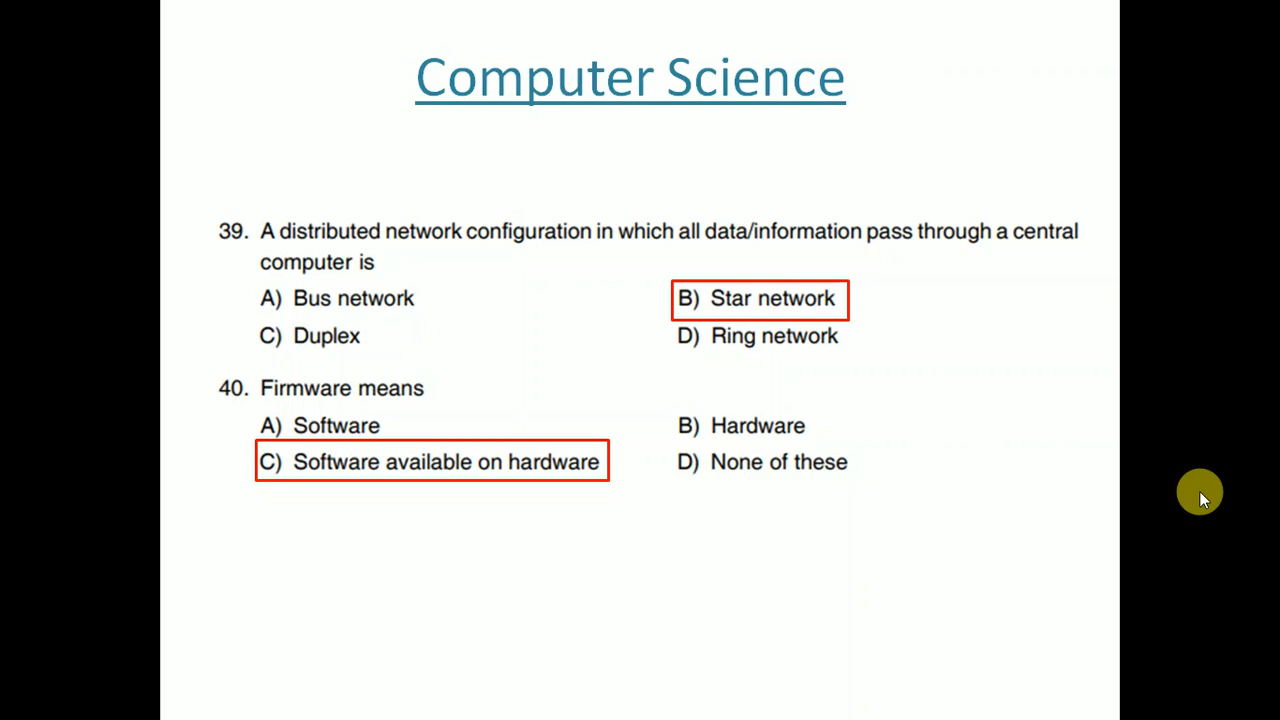 Computer Science
39. A distributed network configuration in which all data/information pass through a central
computer is
A) Bus network B) Star network
C) Duplex D) Ring network
40. Firmware means
A) Software B) Hardware
C) Software available on hardware D) None of these